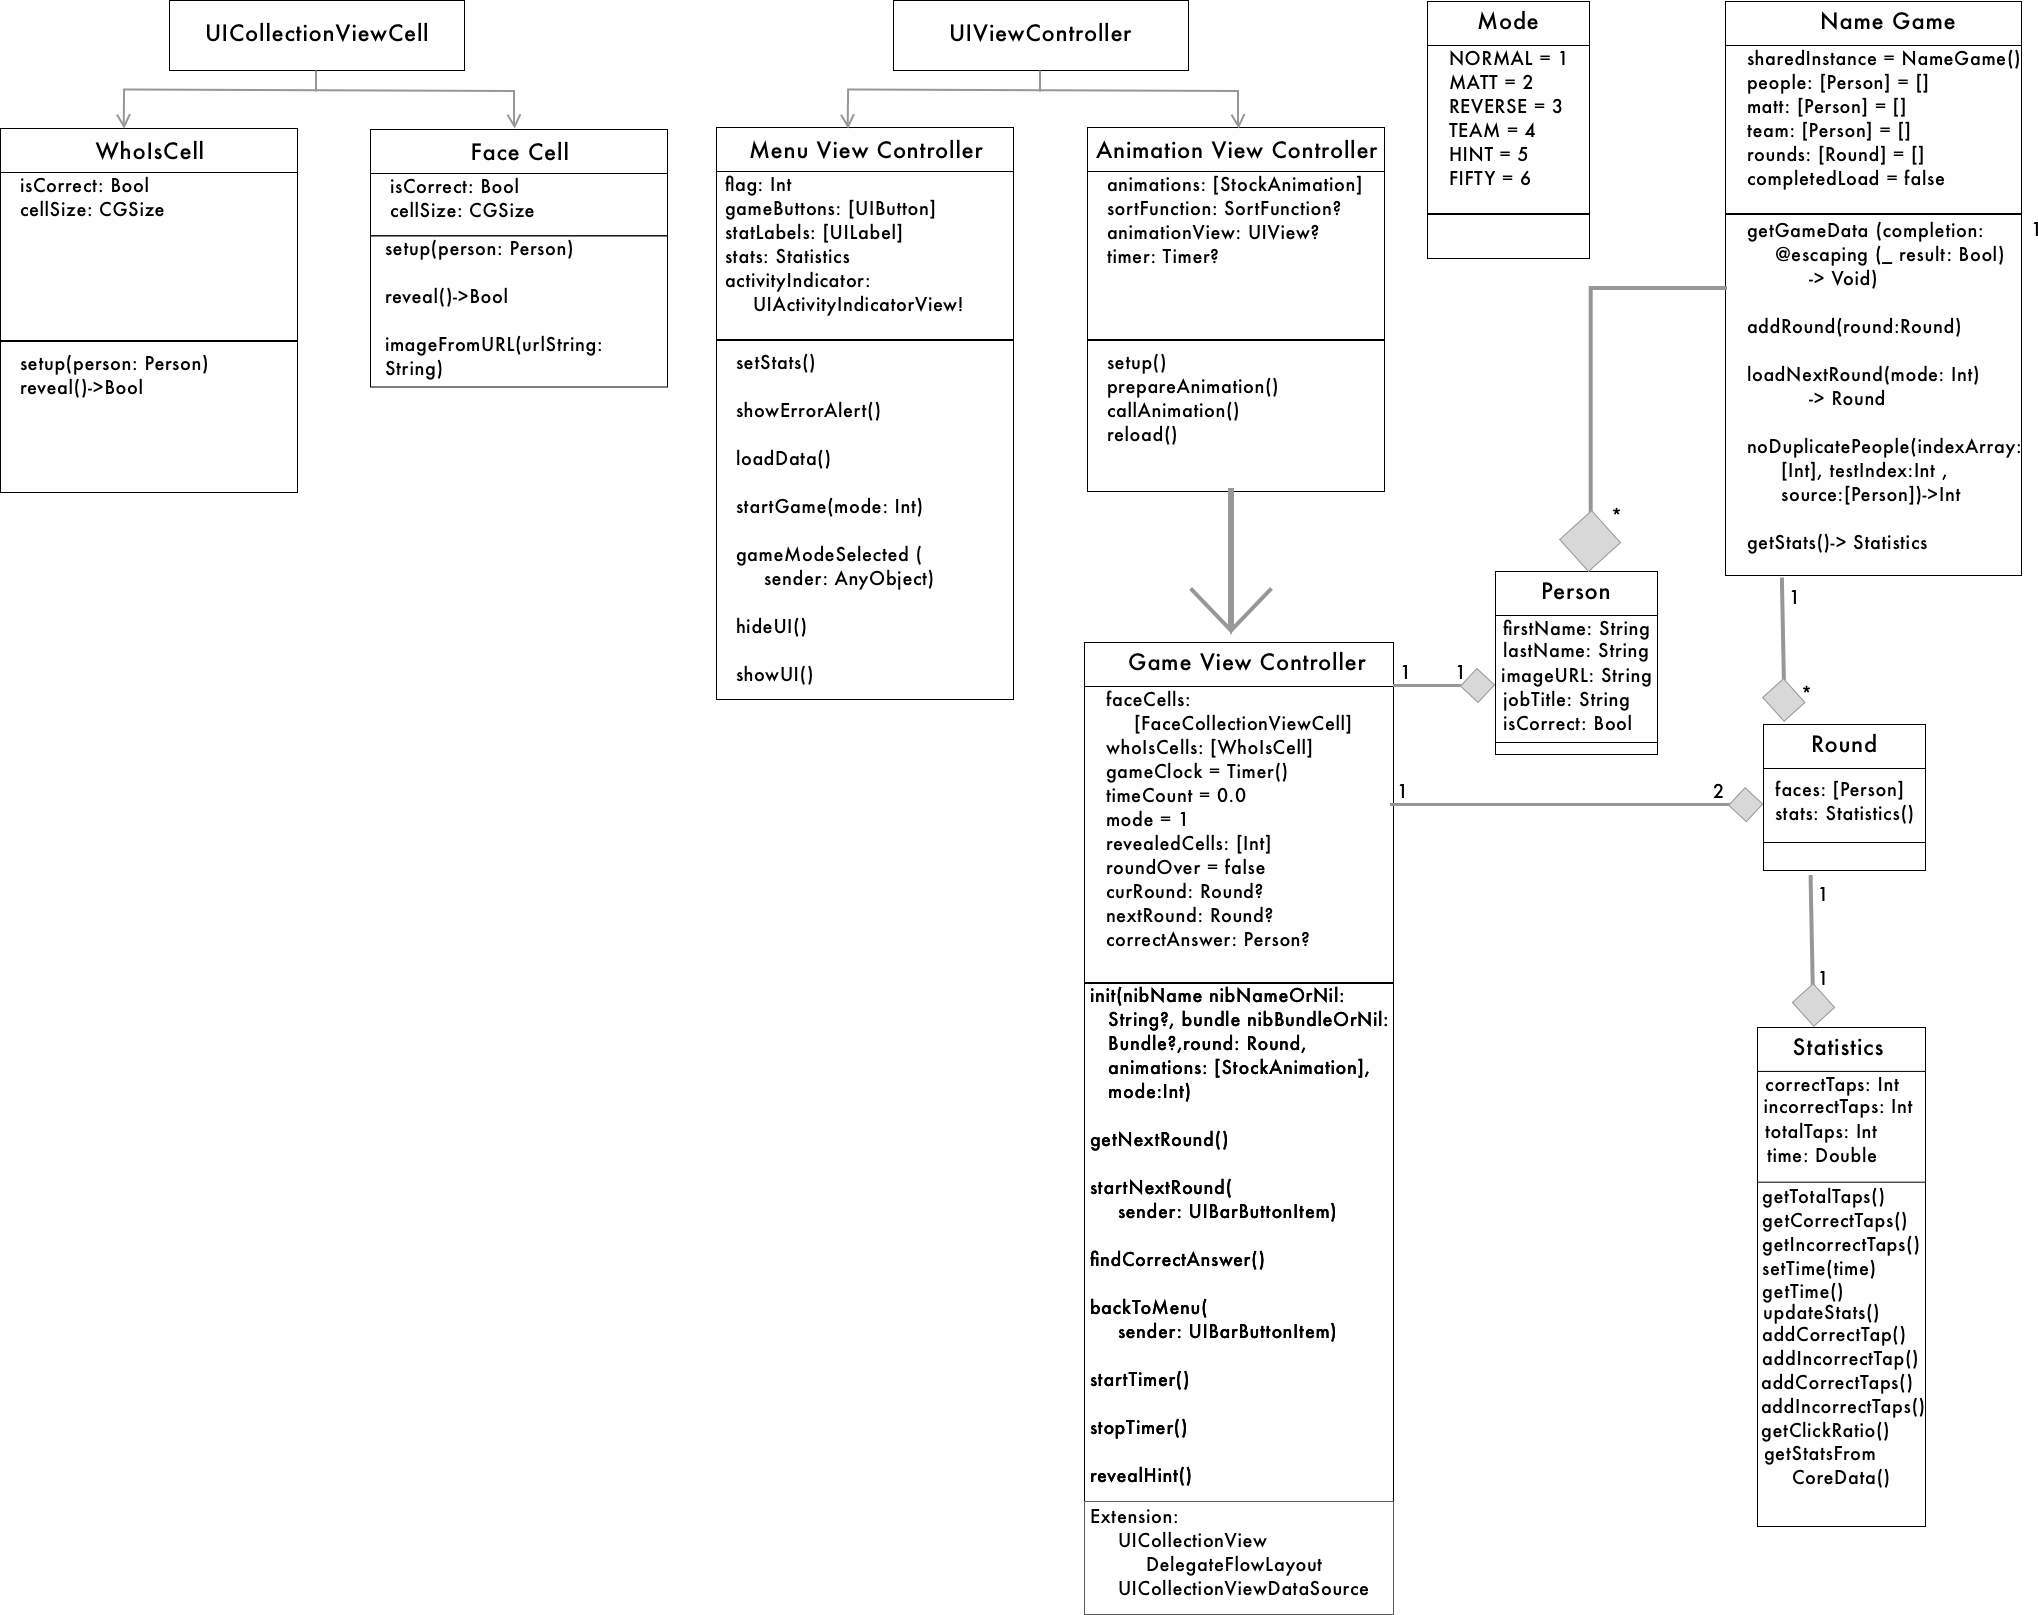 UICollectionViewCell
WhoIsCell
isCorrect: Bool
cellSize: CGSize
setup(person: Person)
reveal()->Bool
Face Cell
isCorrect: Bool
cellSize: CGSize
setup(person: Person)
reveal()->Bool
imageFromURL(urlString:
String)
UIViewController
Menu View Controller
flag: Int
gameButtons: [UIButton]
statLabels: [UILabel]
stats: Statistics
activityIndicator:
UIActivityIndicatorView!
setStats()
showErrorAlert()
loadData()
startGame(mode: Int)
gameModeSelected (
sender: AnyObject)
hideUI()
showUI()
Animation View Controller
animations: [StockAnimation]
sortFunction: SortFunction?
animationView: UIView?
timer: Timer?
setup()
prepareAnimation()
callAnimation()
reload()
Game View Controller
faceCells:
[FaceCollectionViewCell]
whoIsCells: [WhoIsCell]
gameClock = Timer()
timeCount = 0.0
mode = 1
revealedCells: [Int]
roundOver = false
curRound: Round?
nextRound: Round?
correctAnswer: Person?
init(nibName nibNameOrNil:
String?, bundle nibBundleOrNil:
Bundle?,round: Round,
animations: [StockAnimation],
mode:Int)
getNextRound()
startNextRound(
sender: UIBarButtonItem)
findCorrectAnswer()
backToMenu(
sender: UIBarButtonItem)
startTimer()
stopTimer()
revealHint()
Extension:
UICollectionView
DelegateFlowLayout
UICollectionViewDataSource
Mode
NORMAL = 1
MATT = 2
REVERSE = 3
TEAM = 4
HINT = 5
FIFTY = 6
Name Game
sharedInstance = NameGame()
people: [Person] = []
matt: [Person] = []
team: [Person] = []
rounds: [Round] = []
completedLoad = false
1
getGameData (completion:
@escaping (_ result: Bool)
-> Void)
addRound(round:Round)
loadNextRound(mode: Int)
-> Round
noDuplicatePeople(indexArray:
[Int], testIndex:Int ,
source:[Person])->Int
getStats()-> Statistics
*
Person
firstName: String
lastName: String
imageURL: String
jobTitle: String
isCorrect: Bool
1 1
1
*
Round
faces: [Person]
stats: Statistics()
1 2
1
1
Statistics
correctTaps: Int
incorrectTaps: Int
totalTaps: Int
time: Double
getTotalTaps()
getCorrectTaps()
getIncorrectTaps()
setTime(time)
getTime()
updateStats()
addCorrectTap()
addIncorrectTap()
addCorrectTaps()
addIncorrectTaps()
getClickRatio()
getStatsFrom
CoreData()